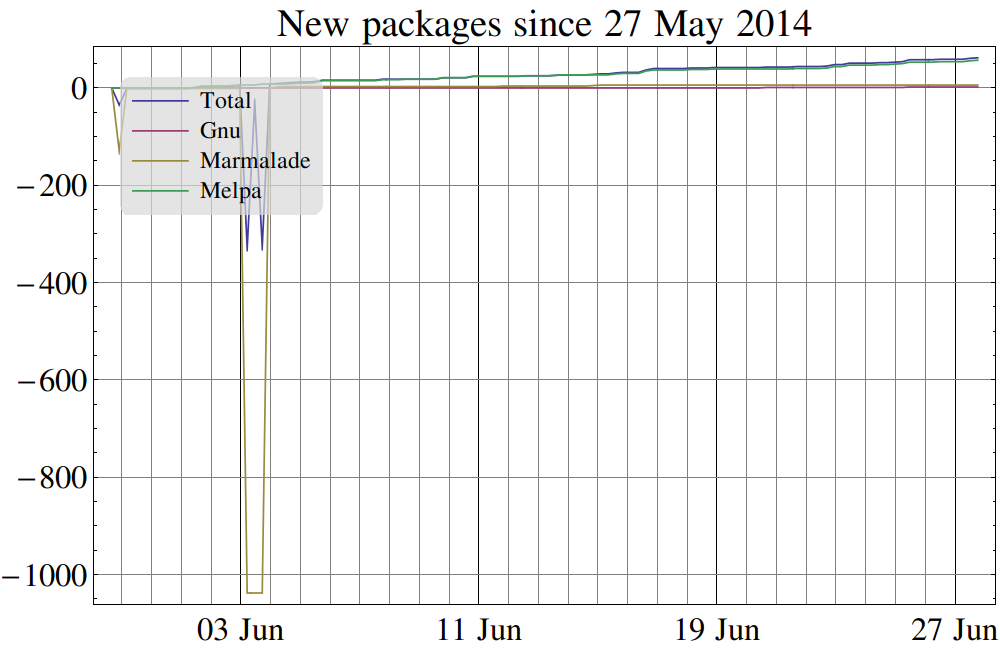 New packages since 27 May 2014
0
−200
−400
−600
−800
−1000
Total
Gnu
Marmalade
Melpa
03 Jun 11 Jun 19 Jun 27 Jun